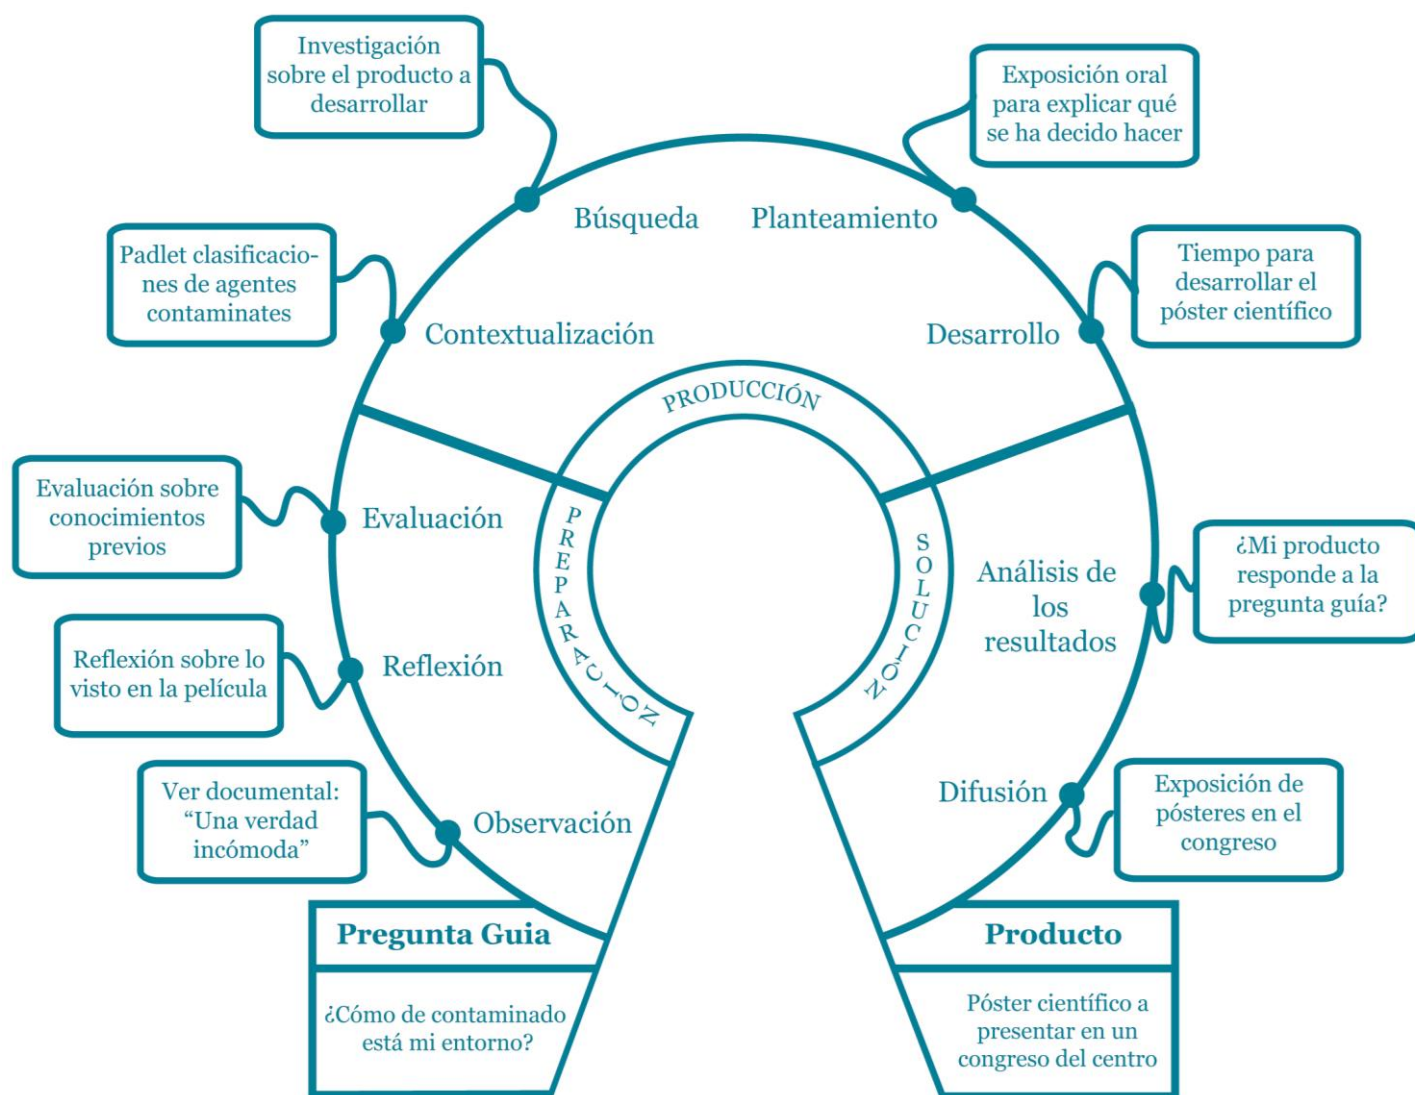 Investigación
sobre el producto a
desarrollar
Exposición oral
para explicar qué
se ha decido hacer
Búsqueda
Planteamiento
Padlet clasificacio-
nes de agentes
contaminates
Tiempo para
desarrollar el
póster científico
Contextualización
Desarrollo
PRODUCCIÓN
Evaluación sobre
conocimientos
previos
Evaluación
PREPARACIÓN
SOLUCIÓN
Análisis de
los
resultados
¿Mi producto
responde a la
pregunta guía?
Reflexión sobre lo
visto en la película
Reflexión
Ver documental:
“Una verdad
incómoda”
Observación
Difusión
Exposición de
pósteres en el
congreso
Pregunta Guia
¿Cómo de contaminado
está mi entorno?
Producto
Póster científico a
presentar en un
congreso del centro